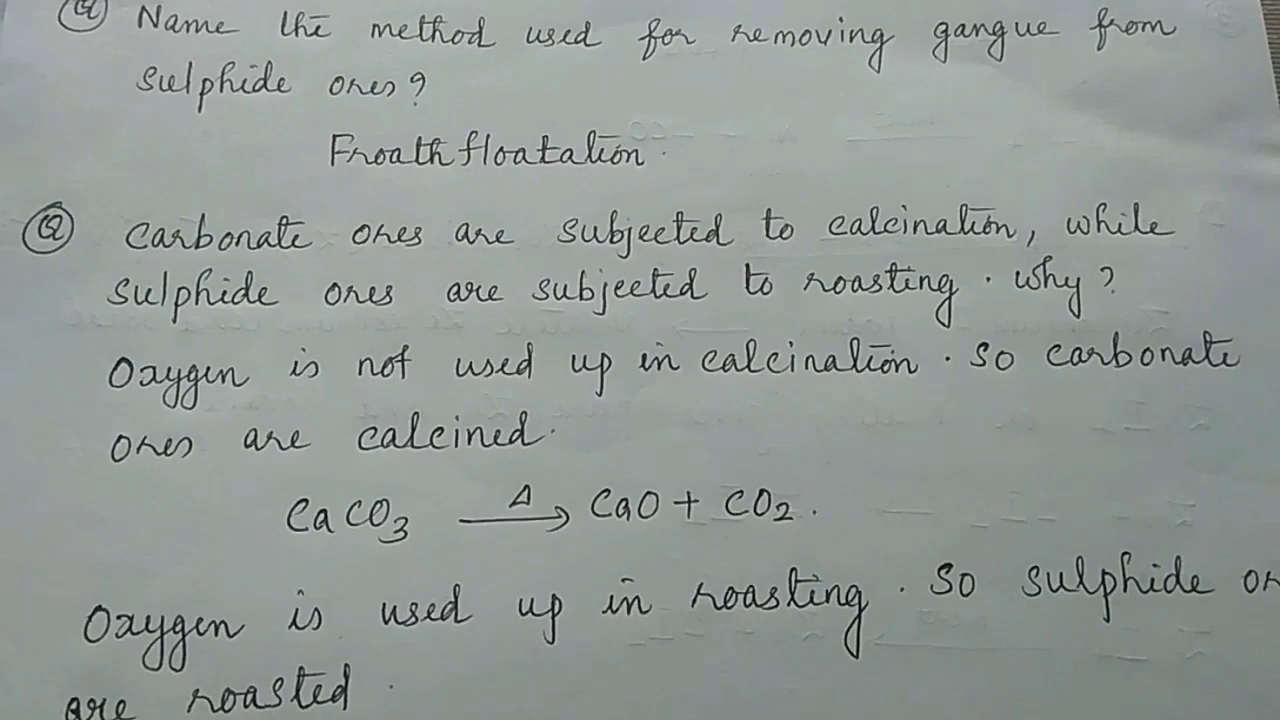 Q Name the method used for removing gangue from
sulphide ores?
Froath floatation.
Q Carbonate ores are subjected to calcination, while
sulphide ores are subjected to roasting. Why?
Oxygen is not used up in calcination. So carbonate
ores are calcined.
CaCO3 —Δ→ CaO + CO2.
Oxygen is used up in roasting. So sulphide or
are roasted.